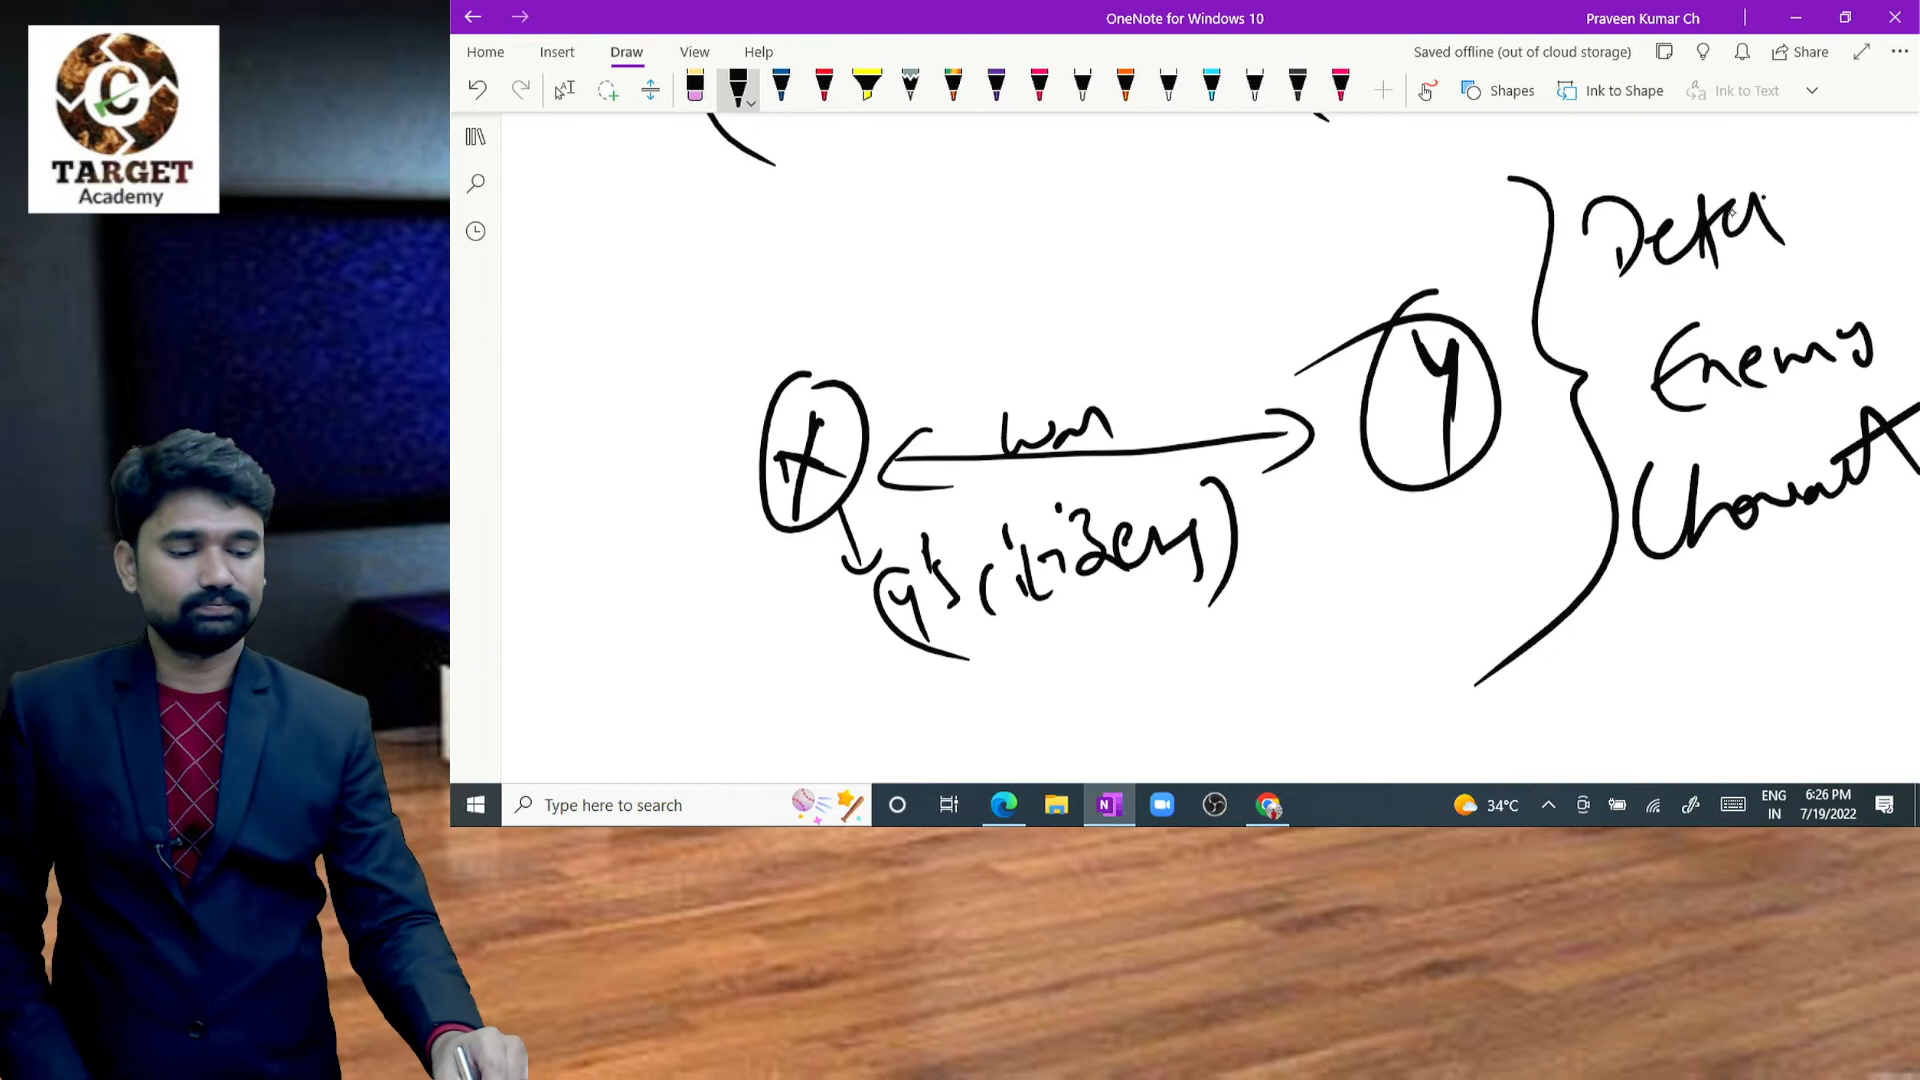 C
TARGET
Academy
OneNote for Windows 10
Praveen Kumar Ch
Home Insert Draw View Help
Saved offline (out of cloud storage)
Share
Shapes
Ink to Shape
Ink to Text
X
War
Y
(Y's citizens)
Enemy
Type here to search
34°C
ENG
IN
6:26 PM
7/19/2022